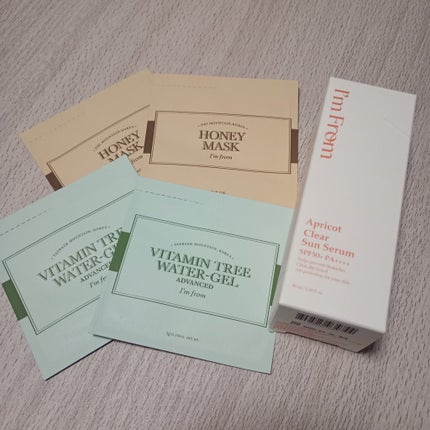 HONEY
MASK
I'm from
HONEY
MASK
I'm from
VITAMIN TREE
WATER-GEL
ADVANCED
I'm from
VITAMIN TREE
WATER-GEL
ADVANCED
I'm from
I'm From
Apricot
Clear
Sun Serum
SPF50+ PA++++